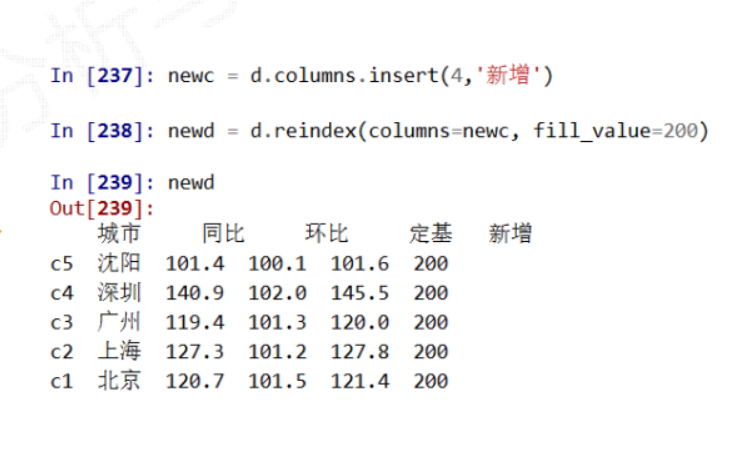 分析与
In [237]: newc = d.columns.insert(4,'新增')
In [238]: newd = d.reindex(columns=newc, fill_value=200)
In [239]: newd
Out[239]:
城市 同比 环比 定基 新增
c5 沈阳 101.4 100.1 101.6 200
c4 深圳 140.9 102.0 145.5 200
c3 广州 119.4 101.3 120.0 200
c2 上海 127.3 101.2 127.8 200
c1 北京 120.7 101.5 121.4 200